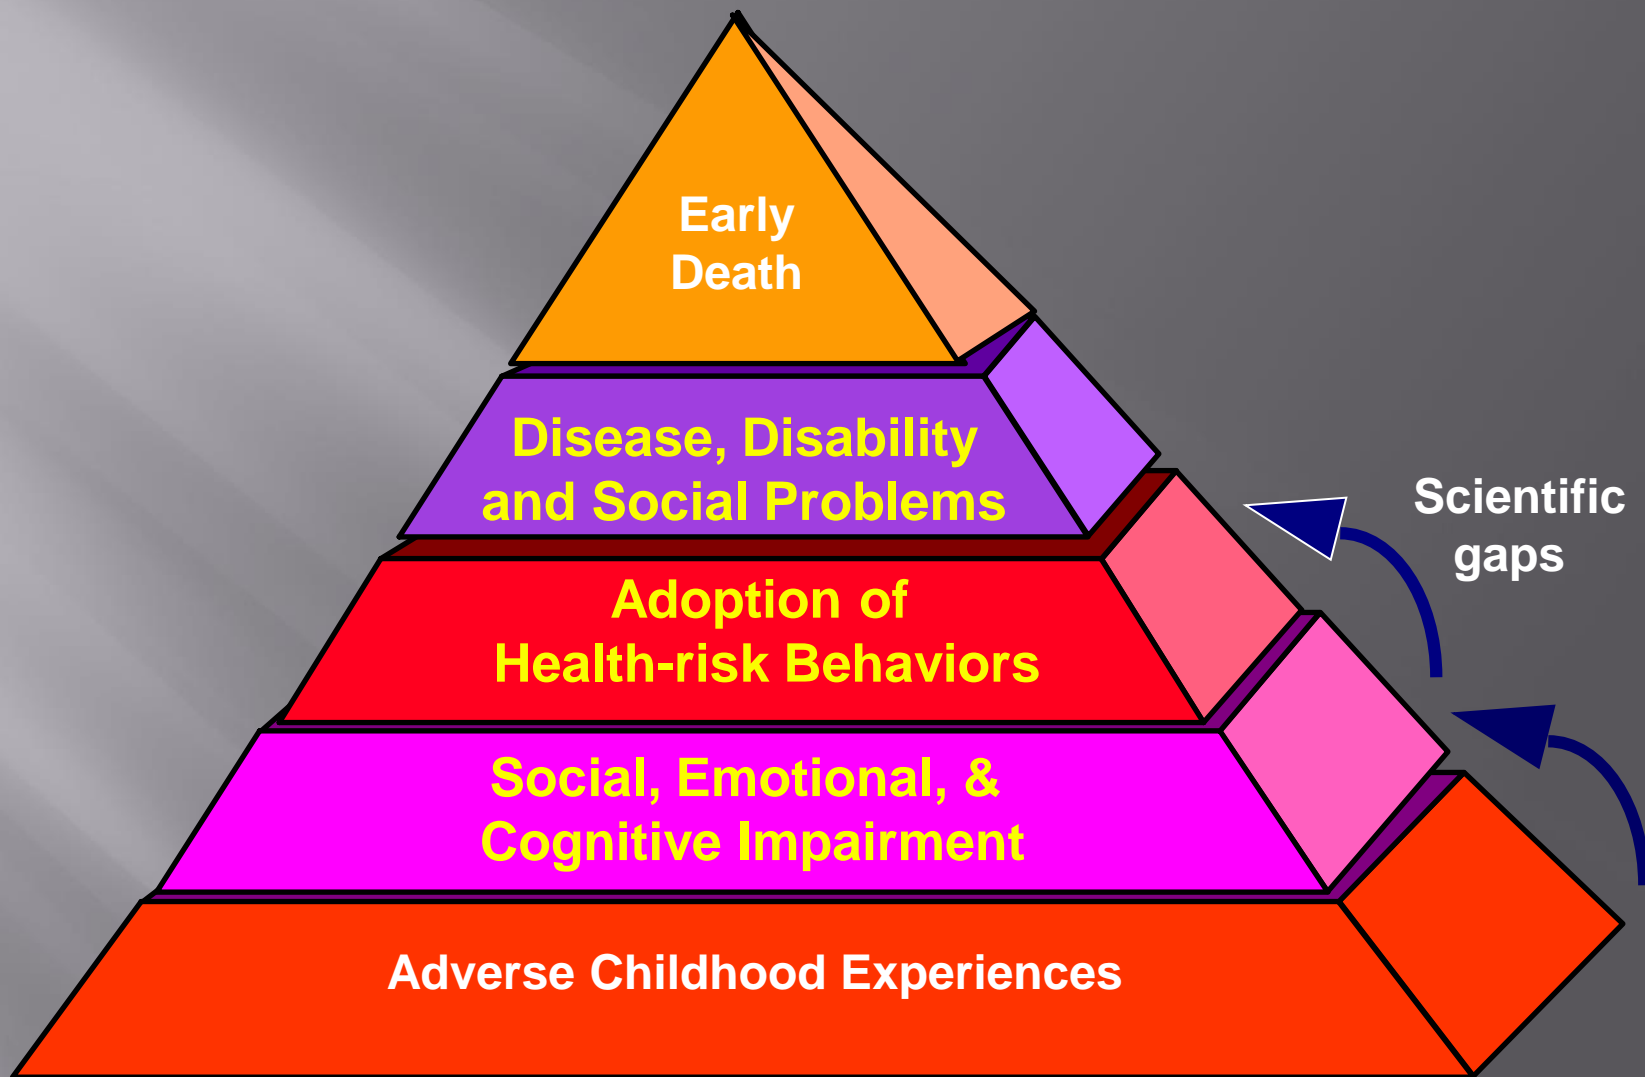 Early
Death
Disease, Disability
and Social Problems
Scientific
gaps
Adoption of
Health-risk Behaviors
Social, Emotional, &
Cognitive Impairment
Adverse Childhood Experiences